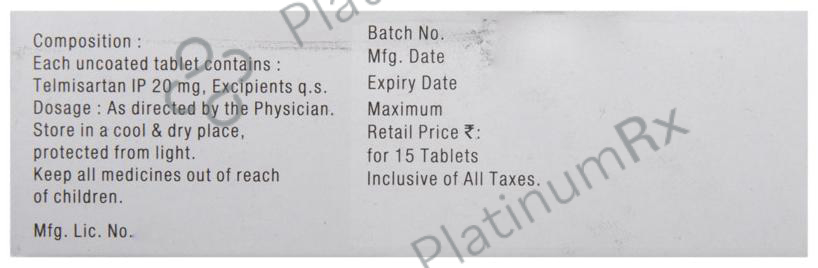 Composition :
Each uncoated tablet contains :
Telmisartan IP 20 mg, Excipients q.s.
Dosage : As directed by the Physician.
Store in a cool & dry place,
protected from light.
Keep all medicines out of reach
of children.
Mfg. Lic. No.
Batch No.
Mfg. Date
Expiry Date
Maximum
Retail Price ₹:
for 15 Tablets
Inclusive of All Taxes.
PlatinumRx